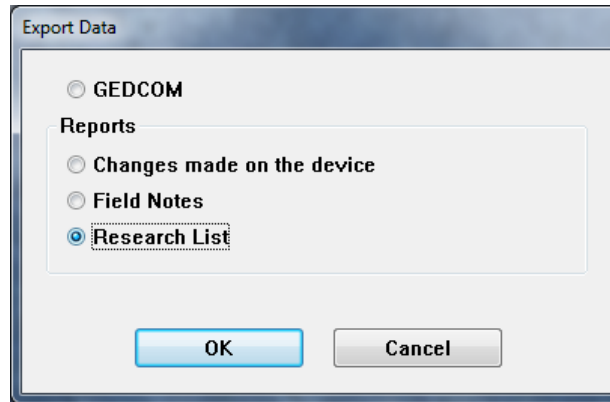 Export Data
GEDCOM
Reports
Changes made on the device
Field Notes
Research List
OK
Cancel